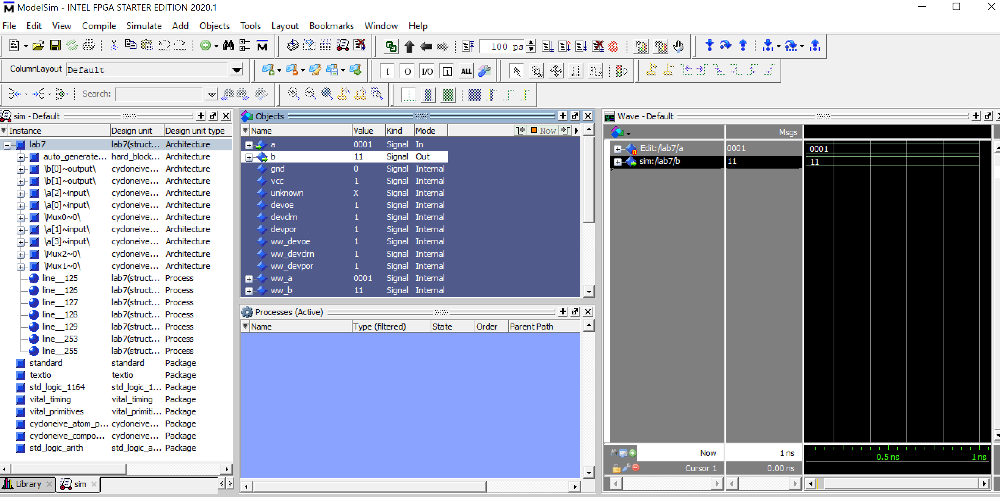 ModelSim - INTEL FPGA STARTER EDITION 2020.1
File Edit View Compile Simulate Add Objects Tools Layout Bookmarks Window Help
100 ps
ColumnLayout Default
I O I/O i ALL
Search:
sim - Default
Instance Design unit Design unit type
lab7 lab7(struct... Architecture
auto_generate... hard_block... Architecture
\b[0]~output\ cycloneive... Architecture
\b[1]~output\ cycloneive... Architecture
\a[2]~input\ cycloneive... Architecture
\a[0]~input\ cycloneive... Architecture
\Mux0~0\ cycloneive... Architecture
\a[1]~input\ cycloneive... Architecture
\a[3]~input\ cycloneive... Architecture
\Mux2~0\ cycloneive... Architecture
\Mux1~0\ cycloneive... Architecture
line__125 lab7(struct... Process
line__126 lab7(struct... Process
line__127 lab7(struct... Process
line__128 lab7(struct... Process
line__129 lab7(struct... Process
line__253 lab7(struct... Process
line__255 lab7(struct... Process
standard standard Package
textio textio Package
std_logic_1164 std_logic_1... Package
vital_timing vital_timing Package
vital_primitives vital_primiti... Package
cycloneive_atom_p... cycloneive... Package
cycloneive_compo... cycloneive... Package
std_logic_arith std_logic_a... Package
Library sim
Objects
Name Value Kind Mode Now
a 0001 Signal In
b 11 Signal Out
gnd 0 Signal Internal
vcc 1 Signal Internal
unknown X Signal Internal
devoe 1 Signal Internal
devclrn 1 Signal Internal
devpor 1 Signal Internal
ww_devoe 1 Signal Internal
ww_devclrn 1 Signal Internal
ww_devpor 1 Signal Internal
ww_a 0001 Signal Internal
ww_b 11 Signal Internal
Processes (Active)
Name Type (filtered) State Order Parent Path
Wave - Default
Msgs
Edit:/lab7/a 0001 0001
sim:/lab7/b 11 11
Now 1 ns 0.5 ns 1 ns
Cursor 1 0.00 ns